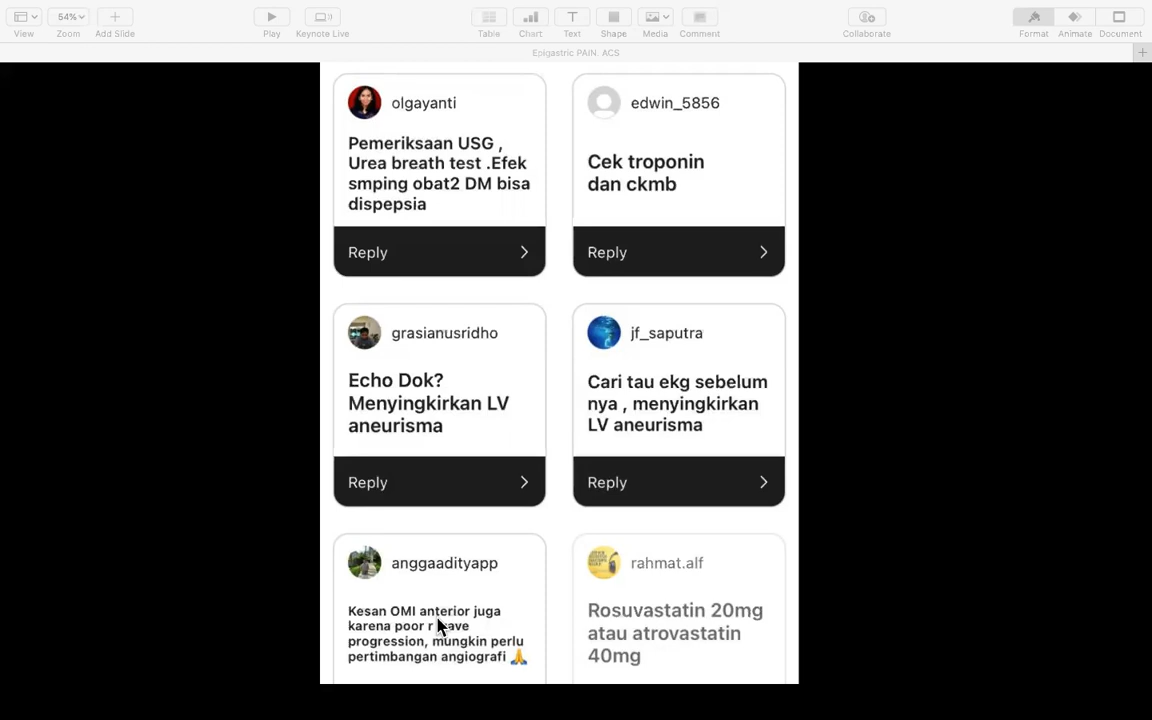 54%
View
Zoom
Add Slide
Play
Keynote Live
Table
Chart
Text
Shape
Media
Comment
Collaborate
Format
Animate
Document
Epigastric PAIN. ACS
olgayanti
Pemeriksaan USG ,
Urea breath test .Efek
smping obat2 DM bisa
dispepsia
Reply
edwin_5856
Cek troponin
dan ckmb
Reply
grasianusridho
Echo Dok?
Menyingkirkan LV
aneurisma
Reply
jf_saputra
Cari tau ekg sebelum
nya , menyingkirkan
LV aneurisma
Reply
anggaadityapp
Kesan OMI anterior juga
karena poor r
progression, mungkin perlu
pertimbangan angiografi 🙏
rahmat.alf
Rosuvastatin 20mg
atau atrovastatin
40mg